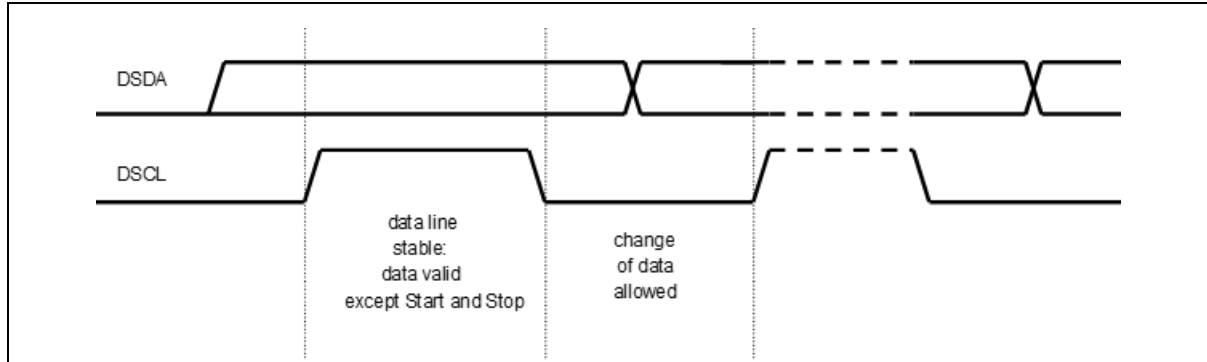 DSDA
DSCL
data line
stable:
data valid
except Start and Stop
change
of data
allowed